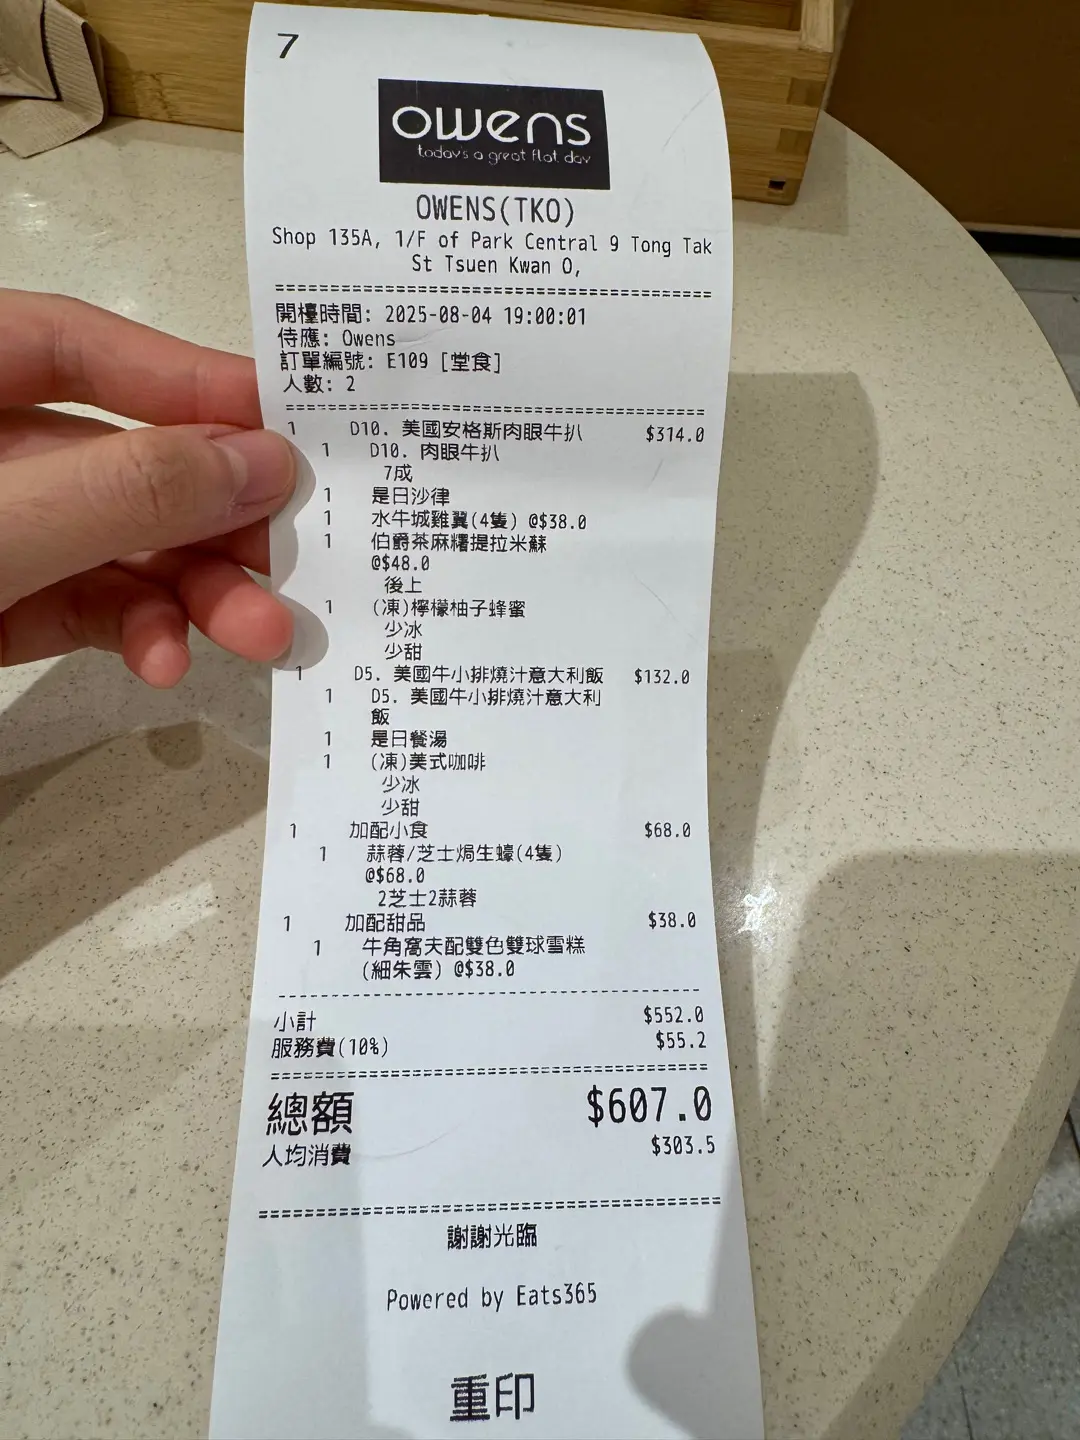 7
owens
today's a great flat day
OWENS(TKO)
Shop 135A, 1/F of Park Central 9 Tong Tak
St Tsuen Kwan O,
開檯時間: 2025-08-04 19:00:01
侍應: Owens
訂單編號: E109 [堂食]
人數: 2
1 D10. 美國安格斯肉眼牛扒 $314.0
1 D10. 肉眼牛扒
7成
1 是日沙律
1 水牛城雞翼(4隻) @$38.0
1 伯爵茶麻糬提拉米蘇
@$48.0
後上
1 (凍)檸檬柚子蜂蜜
少冰
少甜
1 D5. 美國牛小排燒汁意大利飯 $132.0
1 D5. 美國牛小排燒汁意大利
飯
1 是日餐湯
1 (凍)美式咖啡
少冰
少甜
1 加配小食 $68.0
1 蒜蓉/芝士焗生蠔(4隻)
@$68.0
2芝士2蒜蓉
1 加配甜品 $38.0
1 牛角窩夫配雙色雙球雪糕
(細朱雲) @$38.0
小計 $552.0
服務費(10%) $55.2
總額 $607.0
人均消費 $303.5
謝謝光臨
Powered by Eats365
重印